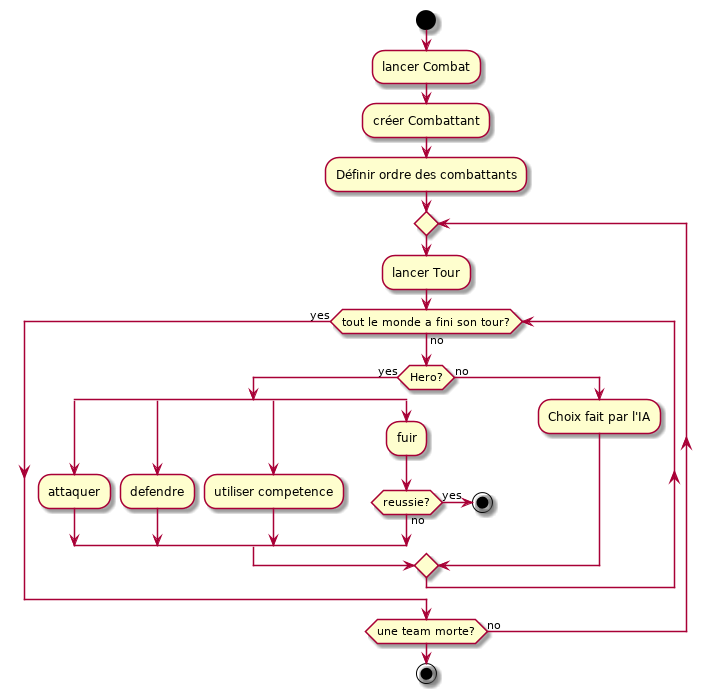 lancer Combat
créer Combattant
Définir ordre des combattants
lancer Tour
yes
tout le monde a fini son tour?
no
yes
Hero?
no
Choix fait par l'IA
fuir
attaquer
defendre
utiliser competence
reussie?
yes
no
une team morte?
no